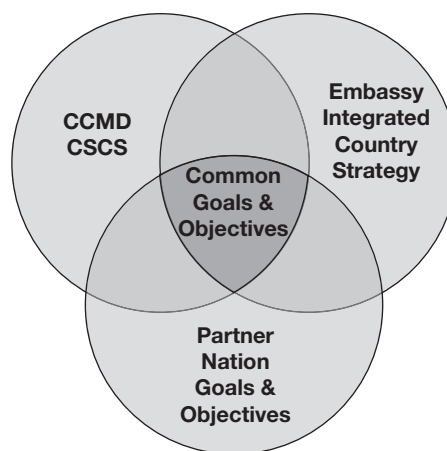 CCMD
CSCS
Embassy
Integrated
Country
Strategy
Common
Goals &
Objectives
Partner
Nation
Goals &
Objectives